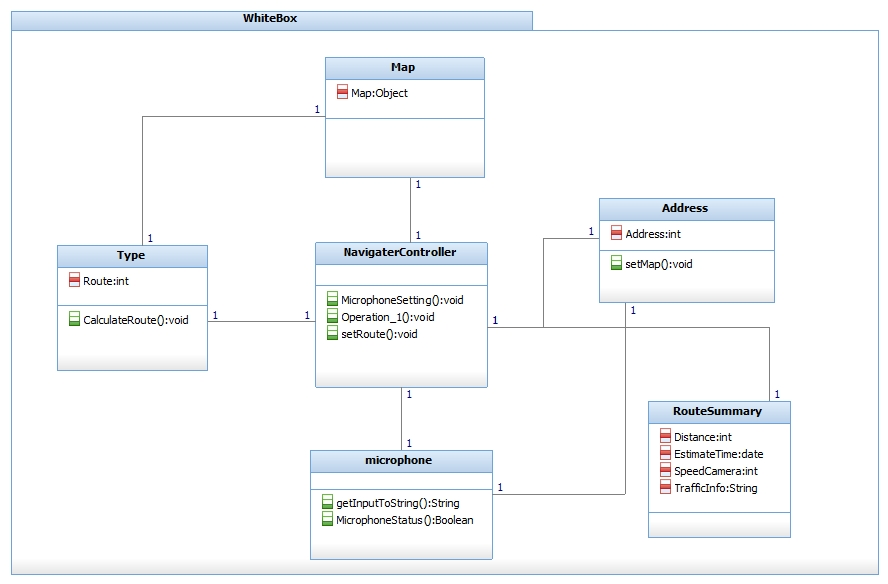 WhiteBox
Map
Map:Object
1
1
1
1
Type
Route:int
CalculateRoute():void
1
1
NavigaterController
MicrophoneSetting():void
Operation_1():void
setRoute():void
1
1
1
Address
Address:int
setMap():void
1
1
1
RouteSummary
Distance:int
EstimateTime:date
SpeedCamera:int
TrafficInfo:String
1
microphone
getInputToString():String
MicrophoneStatus():Boolean
1